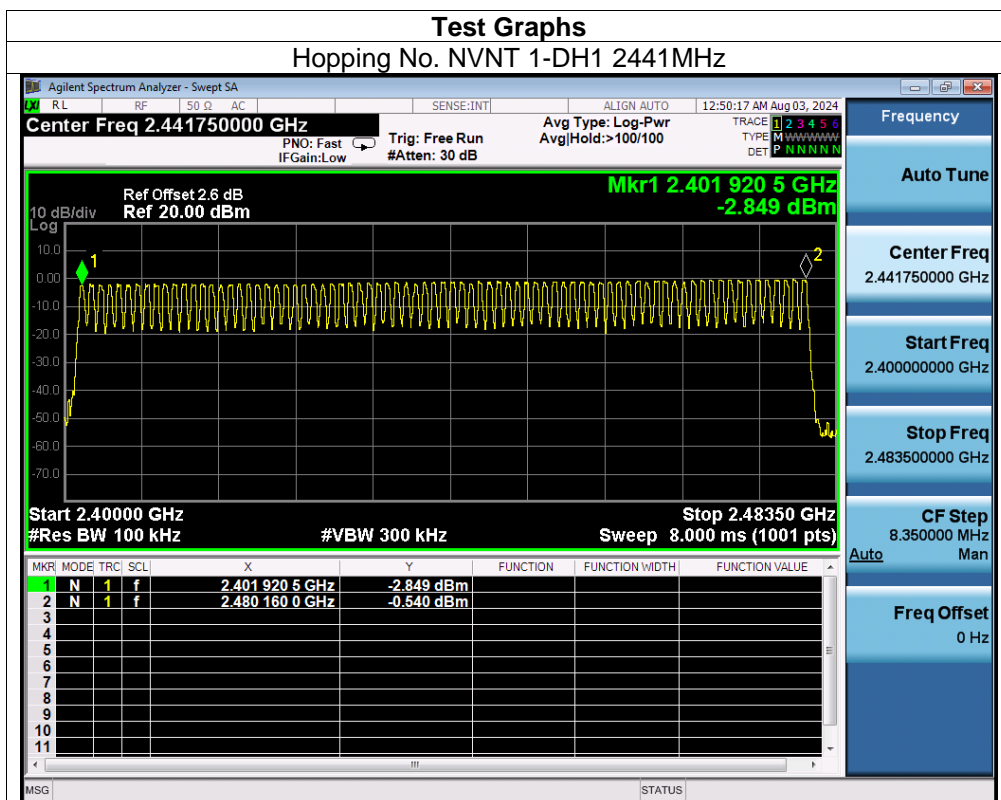 Test Graphs
Hopping No. NVNT 1-DH1 2441MHz
Agilent Spectrum Analyzer - Swept SA
LXI RL RF 50 Ω AC SENSE:INT ALIGN AUTO 12:50:17 AM Aug 03, 2024
Center Freq 2.441750000 GHz
PNO: Fast
IFGain:Low
Trig: Free Run
#Atten: 30 dB
Avg Type: Log-Pwr
Avg|Hold:>100/100
TRACE 1 2 3 4 5 6
TYPE M W W W W W
DET P N N N N N
Ref Offset 2.6 dB
10 dB/div Ref 20.00 dBm
Log
Mkr1 2.401 920 5 GHz
-2.849 dBm
10.0
0.00
-10.0
-20.0
-30.0
-40.0
-50.0
-60.0
-70.0
1
2
Start 2.40000 GHz Stop 2.48350 GHz
#Res BW 100 kHz #VBW 300 kHz Sweep 8.000 ms (1001 pts)
MKR MODE TRC SCL X Y FUNCTION FUNCTION WIDTH FUNCTION VALUE
1 N 1 f 2.401 920 5 GHz -2.849 dBm
2 N 1 f 2.480 160 0 GHz -0.540 dBm
3
4
5
6
7
8
9
10
11
MSG STATUS
Frequency
Auto Tune
Center Freq
2.441750000 GHz
Start Freq
2.400000000 GHz
Stop Freq
2.483500000 GHz
CF Step
8.350000 MHz
Auto Man
Freq Offset
0 Hz